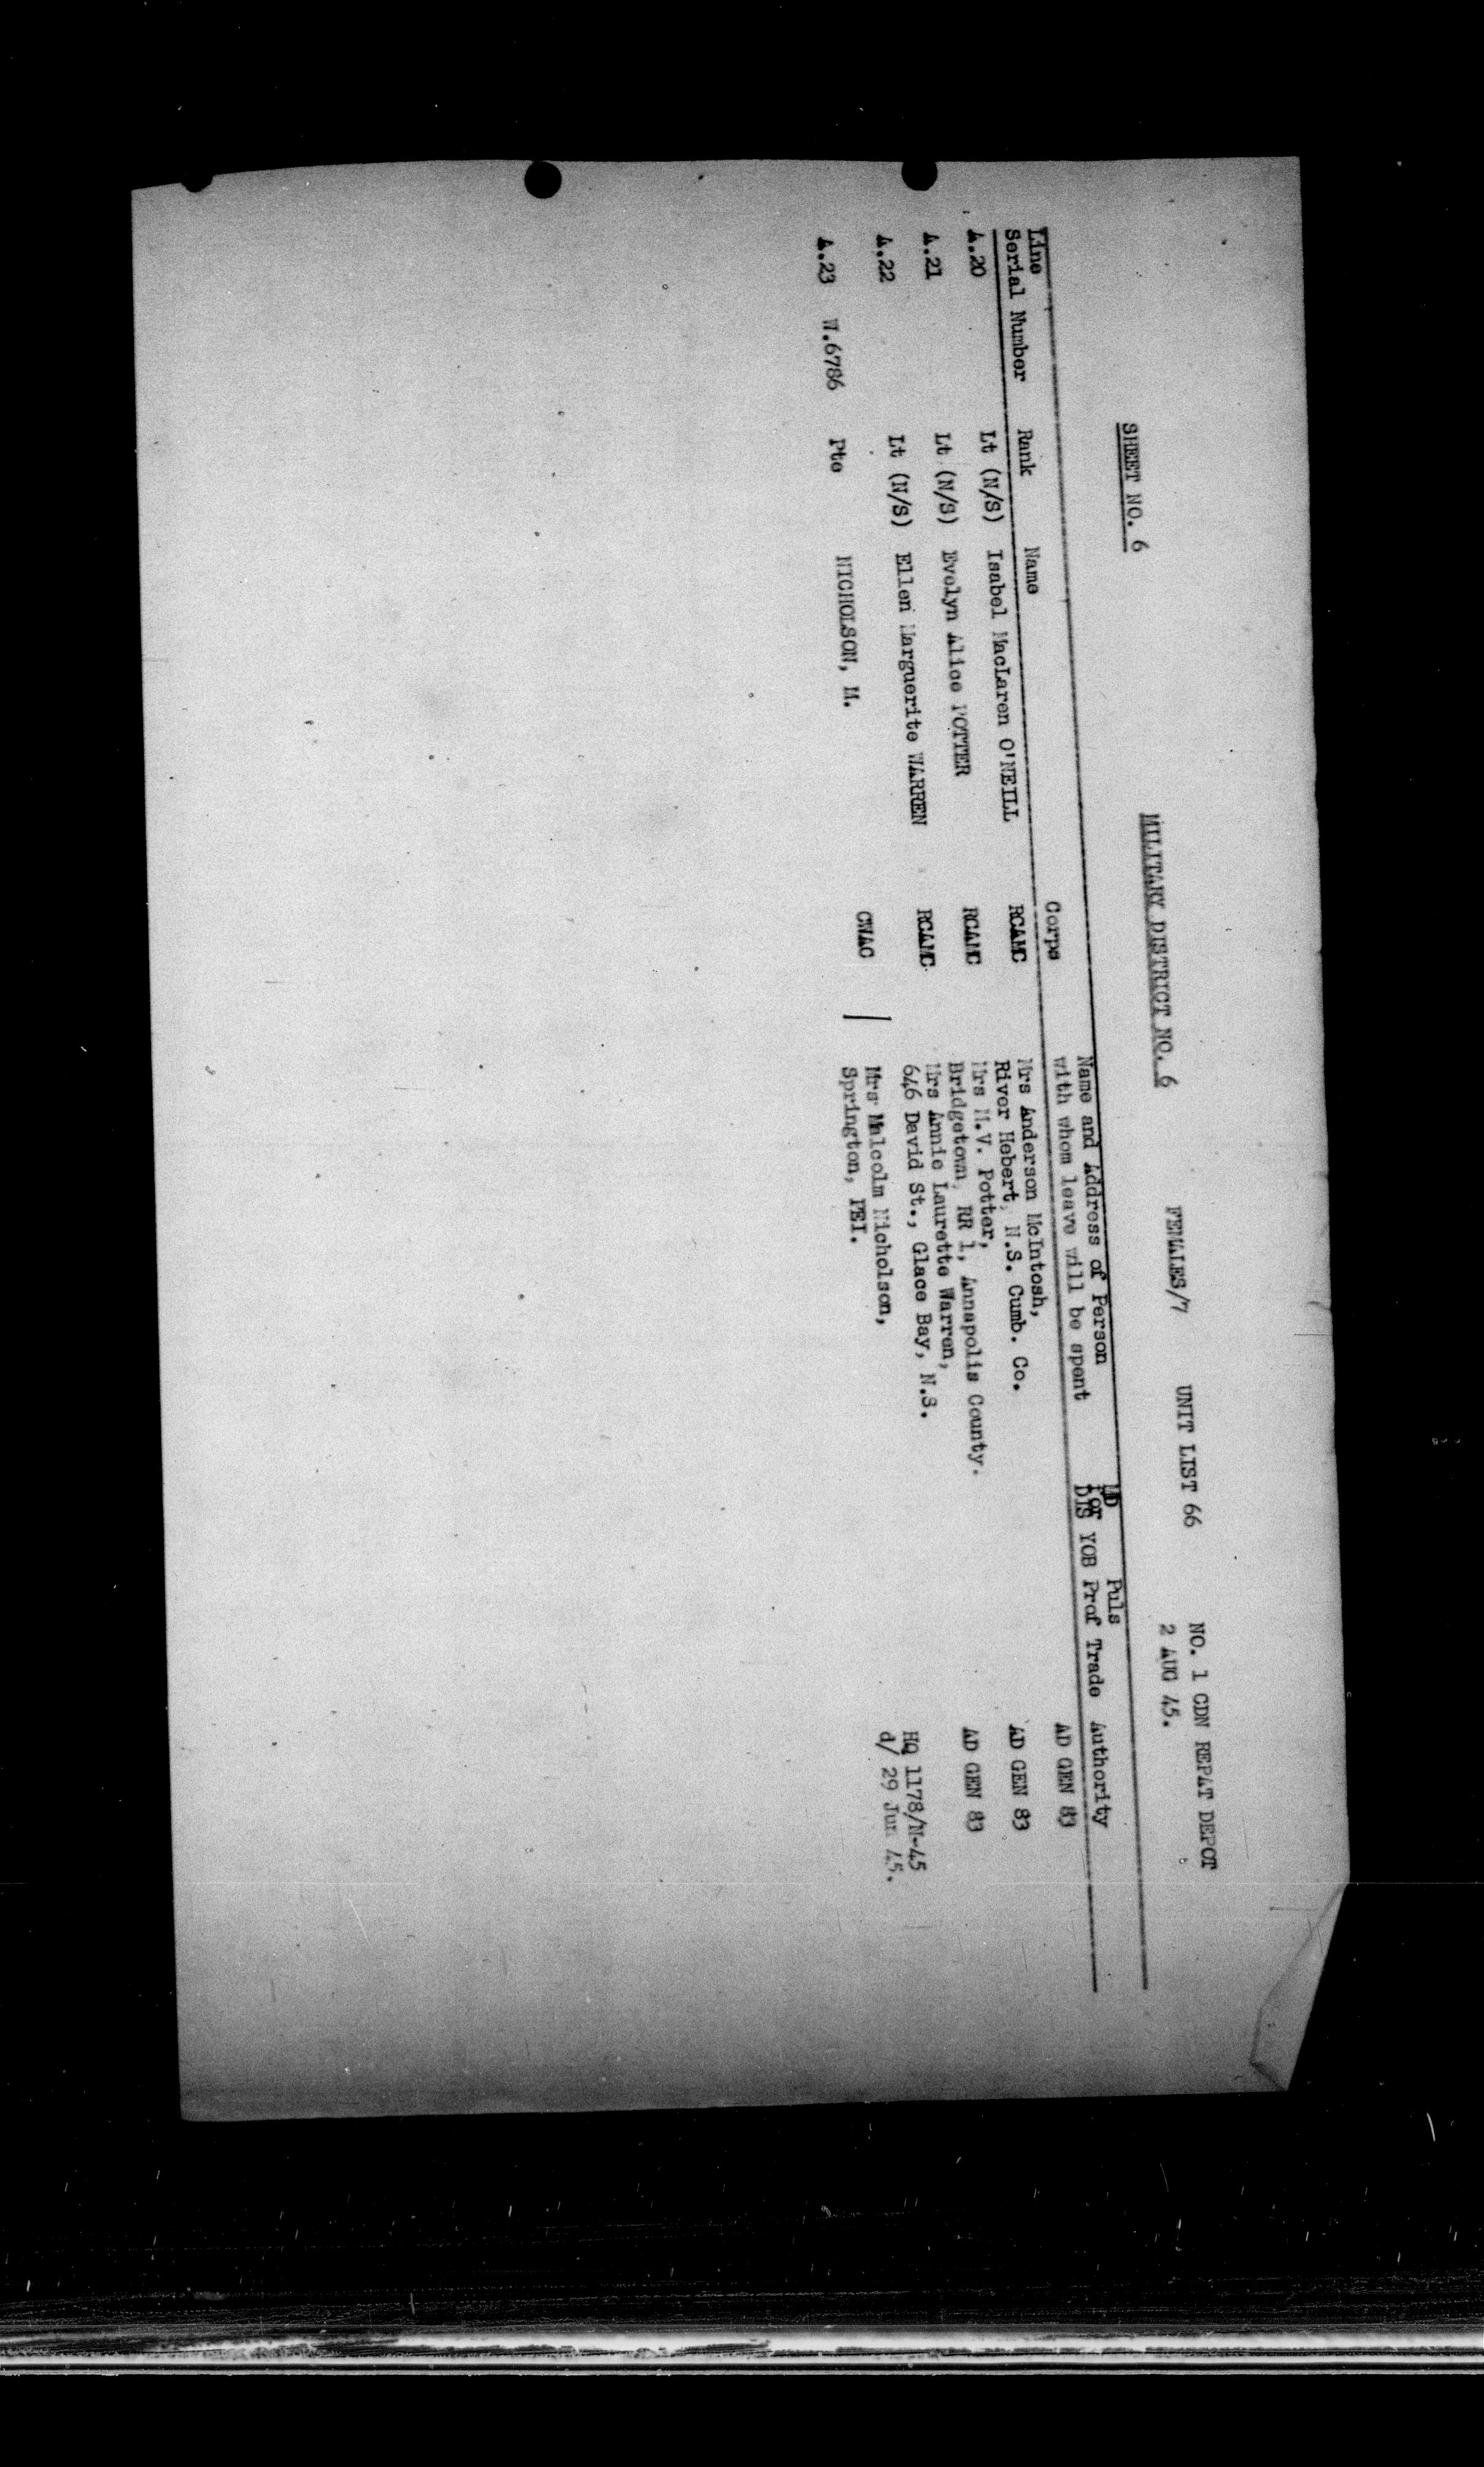 SHEET NO. 6 MILITARY DISTRICT NO. 6 FEMALES/7 UNIT LIST 66 NO. 1 CDN REPAT DEPOT
2 AUG 45.
Name and Address of Person MD Puls
Line for
Serial Number Rank Name Corps with whom leave will be spent DIS YOB Prof Trade Authority
A.20 Lt (N/S) Isabel MacLaren O'NEILL RCAMC Mrs Anderson McIntosh, AD GEN 83
River Hebert, N.S. Cumb. Co.
A.21 Lt (N/S) Evelyn Alice POTTER RCAMC Mrs M.V. Potter, AD GEN 83
Bridgetown, RR 1, Annapolis County.
A.22 Lt (N/S) Ellen Marguerite WARREN RCAMC Mrs Annie Laurette Warren, AD GEN 83
646 David St., Glace Bay, N.S.
A.23 W.6786 Pte NICHOLSON, M. CWAC Mrs Malcolm Nicholson, HQ 1178/N-45
Springton, PEI. d/ 29 Jun 45.